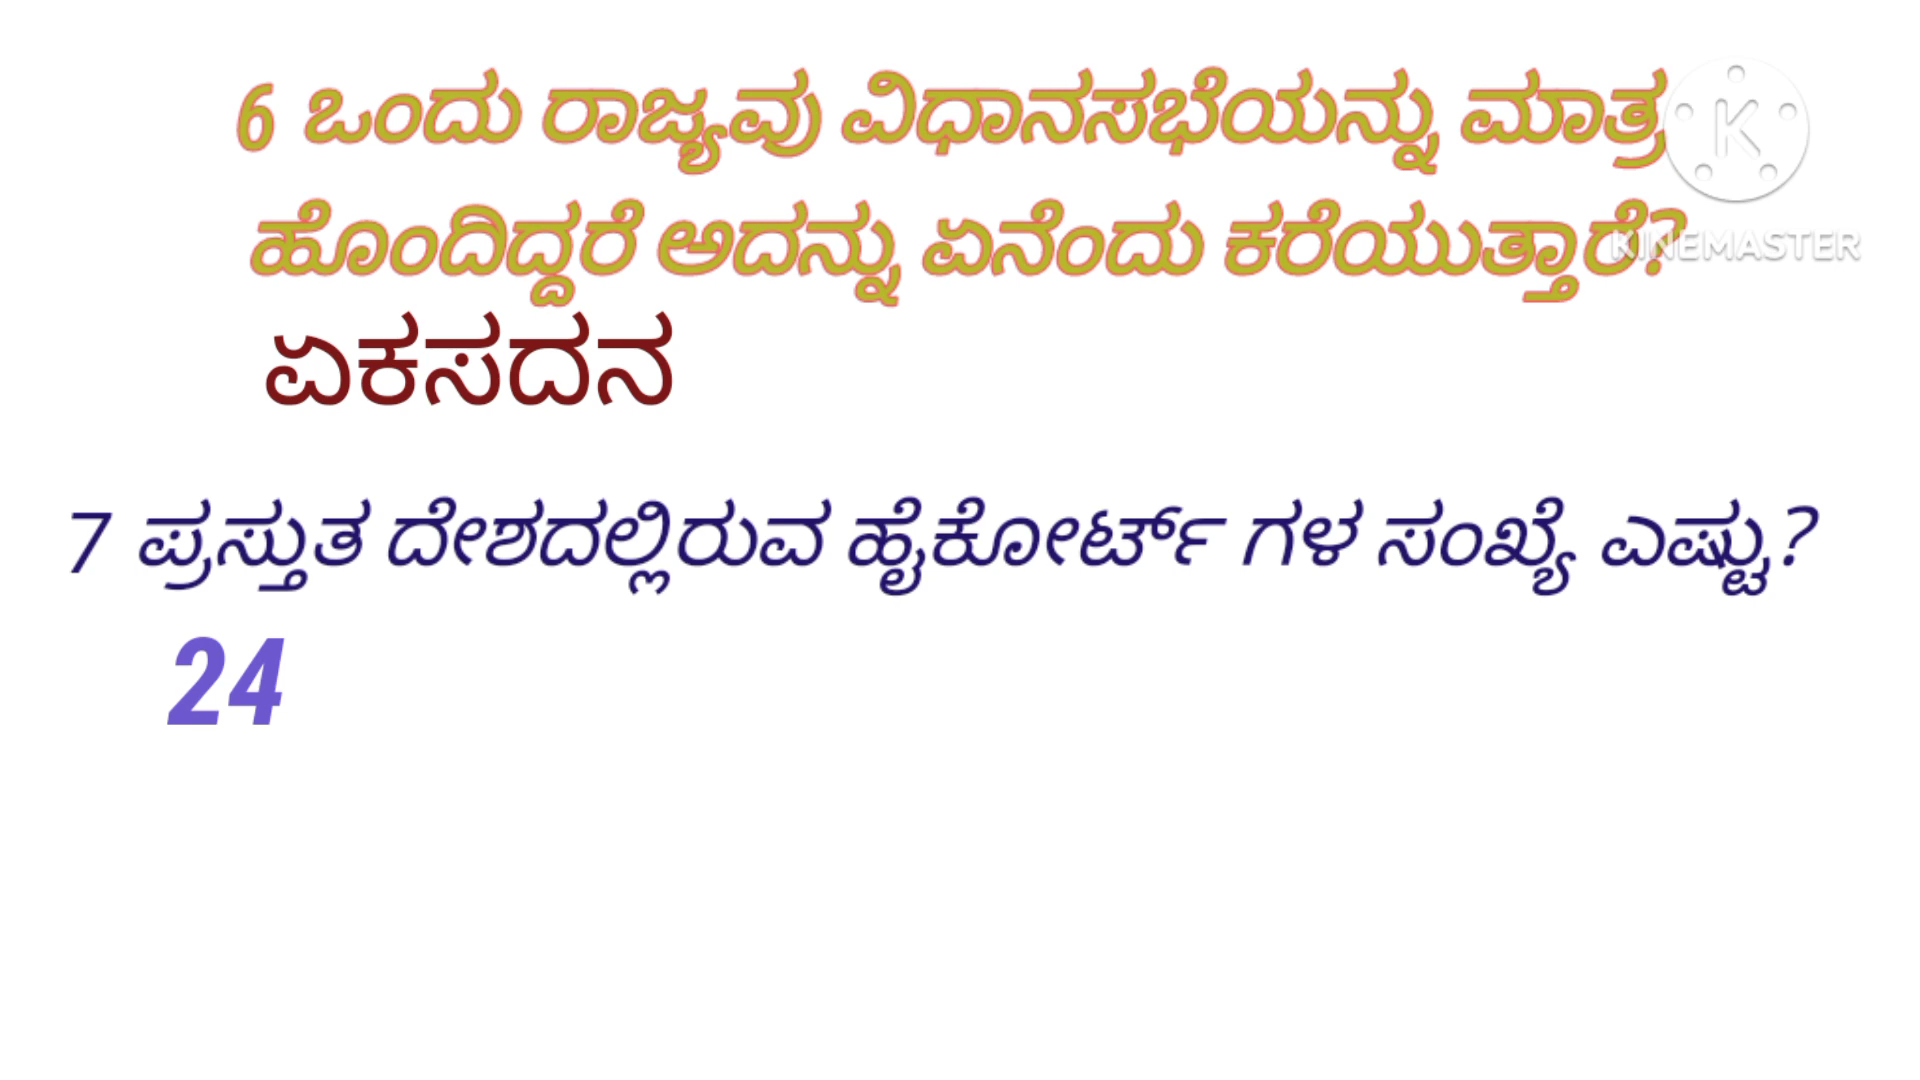 6 ಒಂದು ರಾಜ್ಯವು ವಿಧಾನಸಭೆಯನ್ನು ಮಾತ್ರ
ಹೊಂದಿದ್ದರೆ ಅದನ್ನು ಏನೆಂದು ಕರೆಯುತ್ತಾರೆ?
K
KINEMASTER
ಏಕಸದನ
7 ಪ್ರಸ್ತುತ ದೇಶದಲ್ಲಿರುವ ಹೈಕೋರ್ಟ್ ಗಳ ಸಂಖ್ಯೆ ಎಷ್ಟು?
24